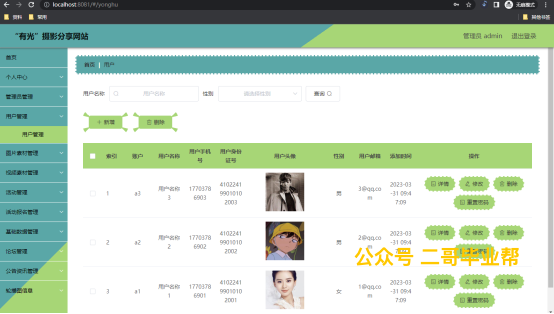 localhost:8081/#/yonghu
无痕模式
资料
常用
其他书签
"有光"摄影分享网站
管理员 admin
退出登录
首页
个人中心
管理员管理
用户管理
用户管理
图片素材管理
视频素材管理
活动管理
活动报名管理
基础数据管理
论坛管理
公告资讯管理
轮播图信息
首页 用户
用户名称 用户名称 性别 请选择性别 查询
+ 新增 删除
索引 账户 用户名称 用户手机号 用户身份证号 用户头像 性别 用户邮箱 添加时间 操作
1 a3 用户名称3 17703786903 410224199010102003 男 3@qq.com 2023-03-31 09:47:09 详情 修改 删除 重置密码
2 a2 用户名称2 17703786902 410224199010102002 男 2@qq.com 2023-03-31 09:47:09 详情 修改 删除 重置密码
1@qq.com 2023-03-31 09:47:09
3 a1 用户名称1 17703786901 410224199010102001 女 详情 修改 删除 重置密码
公众号 二哥毕业帮